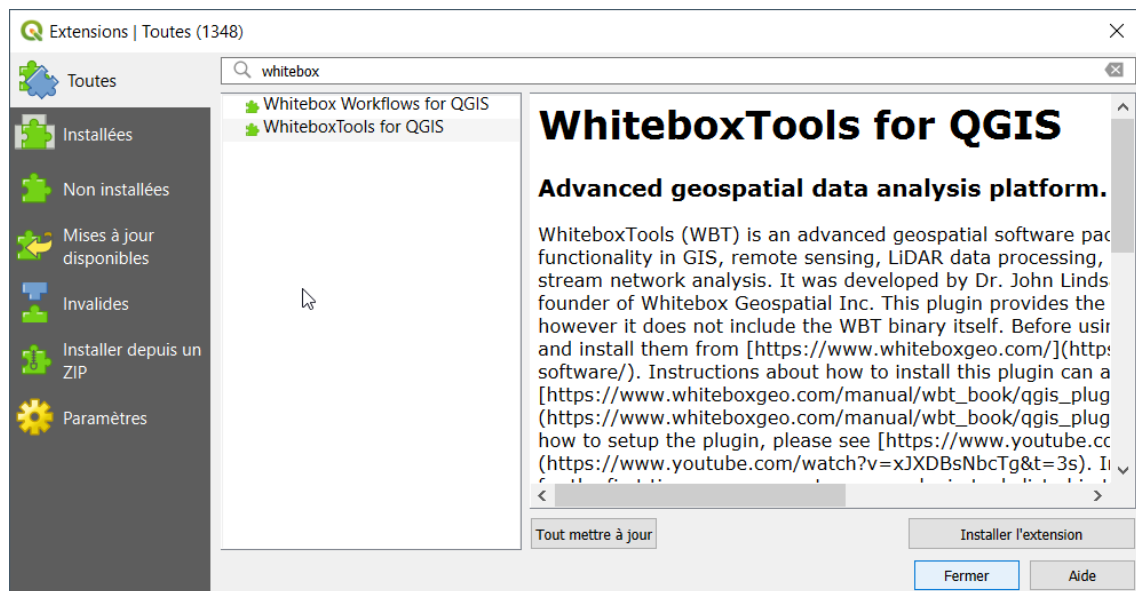 Extensions | Toutes (1348)
Toutes
Installées
Non installées
Mises à jour
disponibles
Invalides
Installer depuis un
ZIP
Paramètres
whitebox
Whitebox Workflows for QGIS
WhiteboxTools for QGIS
WhiteboxTools for QGIS
Advanced geospatial data analysis platform.
WhiteboxTools (WBT) is an advanced geospatial software pac
functionality in GIS, remote sensing, LiDAR data processing,
stream network analysis. It was developed by Dr. John Linds
founder of Whitebox Geospatial Inc. This plugin provides the
however it does not include the WBT binary itself. Before usin
and install them from [https://www.whiteboxgeo.com/](https:
software/). Instructions about how to install this plugin can a
[https://www.whiteboxgeo.com/manual/wbt_book/qgis_plug
(https://www.whiteboxgeo.com/manual/wbt_book/qgis_plug
how to setup the plugin, please see [https://www.youtube.co
(https://www.youtube.com/watch?v=xJXDBsNbcTg&t=3s). I
Tout mettre à jour
Installer l'extension
Fermer
Aide